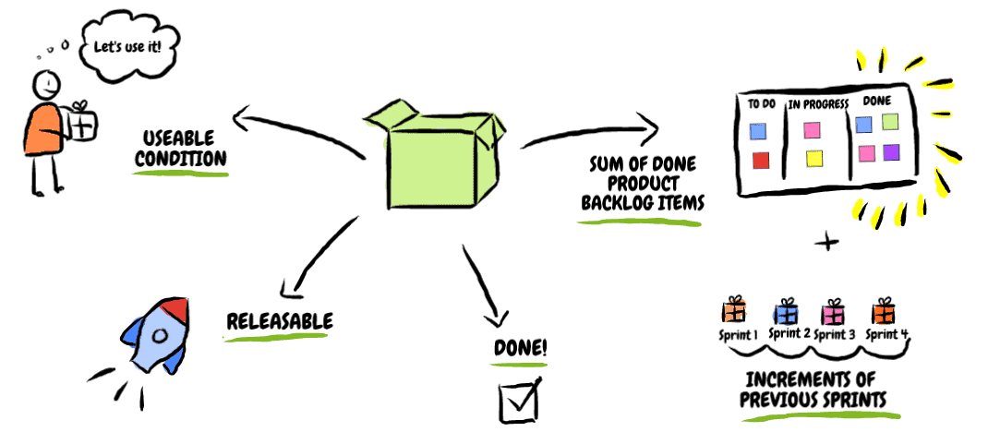 Let's use it!
USEABLE
CONDITION
SUM OF DONE
PRODUCT
BACKLOG ITEMS
TO DO
IN PROGRESS
DONE
RELEASABLE
DONE!
Sprint 1
Sprint 2
Sprint 3
Sprint 4
INCREMENTS OF
PREVIOUS SPRINTS